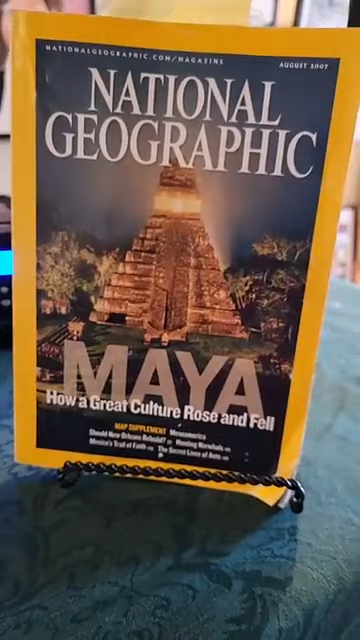 NATIONALGEOGRAPHIC.COM/MAGAZINE
AUGUST 2007
NATIONAL
GEOGRAPHIC
MAYA
How a Great Culture Rose and Fell
MAP SUPPLEMENT Mesoamerica
Should New Orleans Rebuild? Hunting Narwhals
Mexico's Trail of Faith The Secret Lives of Ants